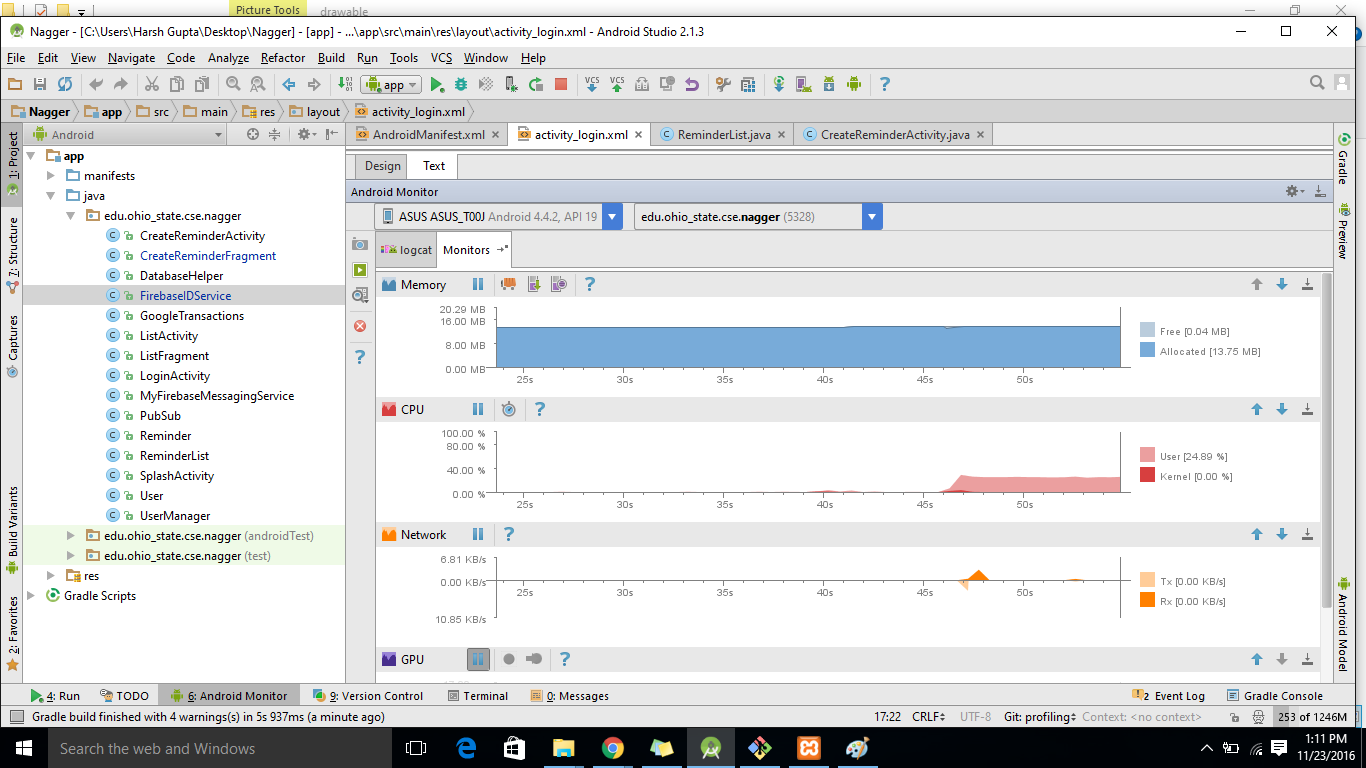 Picture Tools
drawable
Nagger - [C:\Users\Harsh Gupta\Desktop\Nagger] - [app] - ...\app\src\main\res\layout\activity_login.xml - Android Studio 2.1.3
File Edit View Navigate Code Analyze Refactor Build Run Tools VCS Window Help
app VCS VCS
Nagger app src main res layout activity_login.xml
Android
AndroidManifest.xml activity_login.xml ReminderList.java CreateReminderActivity.java
Design Text
Android Monitor
ASUS ASUS_T00J Android 4.4.2, API 19 edu.ohio_state.cse.nagger (5328)
logcat Monitors
1: Project
7: Structure
Captures
Build Variants
2: Favorites
app
manifests
java
edu.ohio_state.cse.nagger
CreateReminderActivity
CreateReminderFragment
DatabaseHelper
FirebaseIDService
GoogleTransactions
ListActivity
ListFragment
LoginActivity
MyFirebaseMessagingService
PubSub
Reminder
ReminderList
SplashActivity
User
UserManager
edu.ohio_state.cse.nagger (androidTest)
edu.ohio_state.cse.nagger (test)
res
Gradle Scripts
Memory
20.29 MB
16.00 MB
8.00 MB
0.00 MB
25s 30s 35s 40s 45s 50s
Free [0.04 MB]
Allocated [13.75 MB]
CPU
100.00 %
80.00 %
40.00 %
0.00 %
25s 30s 35s 40s 45s 50s
User [24.89 %]
Kernel [0.00 %]
Network
6.81 KB/s
0.00 KB/s
10.85 KB/s
25s 30s 35s 40s 45s 50s
Tx [0.00 KB/s]
Rx [0.00 KB/s]
GPU
Gradle
Preview
Android Model
4: Run TODO 6: Android Monitor 9: Version Control Terminal 0: Messages 2 Event Log Gradle Console
Gradle build finished with 4 warnings(s) in 5s 937ms (a minute ago) 17:22 CRLF UTF-8 Git: profiling Context: <no context> 253 of 1246M
Search the web and Windows
1:11 PM
11/23/2016